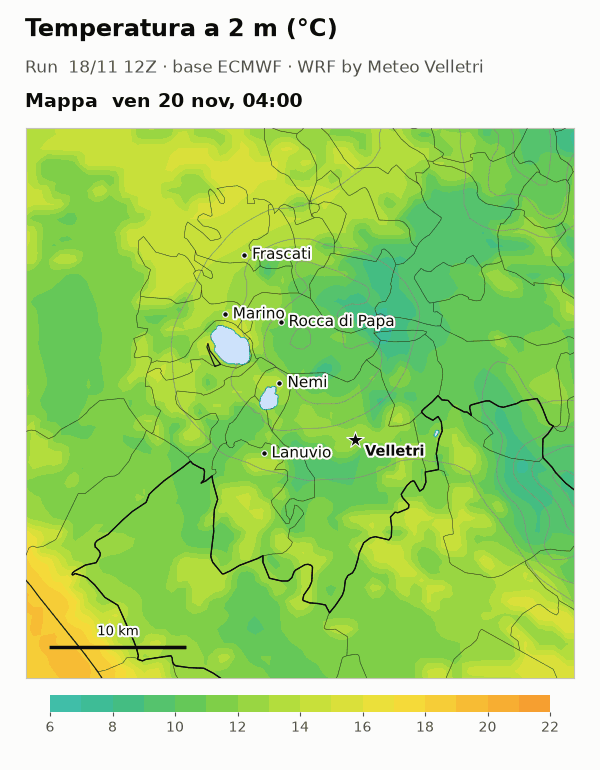 Temperatura a 2 m (°C)
Run  18/11 12Z · base ECMWF · WRF by Meteo Velletri
Mappa  ven 20 nov, 04:00
Frascati
Marino
Rocca di Papa
Nemi
Velletri
Lanuvio
10 km
6 8 10 12 14 16 18 20 22